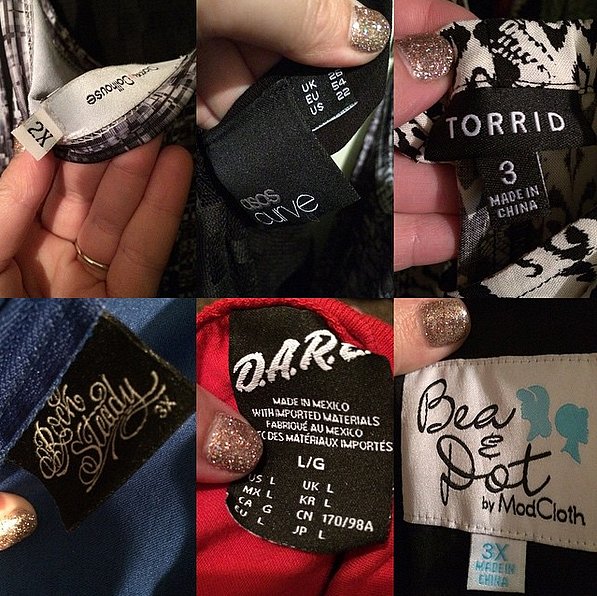 2X
Dollhouse
UK 26
EU 54
US 22
asos
curve
TORRID
3
MADE IN
CHINA
Rock
Steady
3X
D.A.R.E
MADE IN MEXICO
WITH IMPORTED MATERIALS
FABRIQUÉ AU MEXICO
EC DES MATÉRIAUX IMPORTÉS
L/G
US L UK L
MX L KR L
CA G CN 170/98A
EU L JP L
Bea
&
Dot
by ModCloth
3X
MADE IN
CHINA